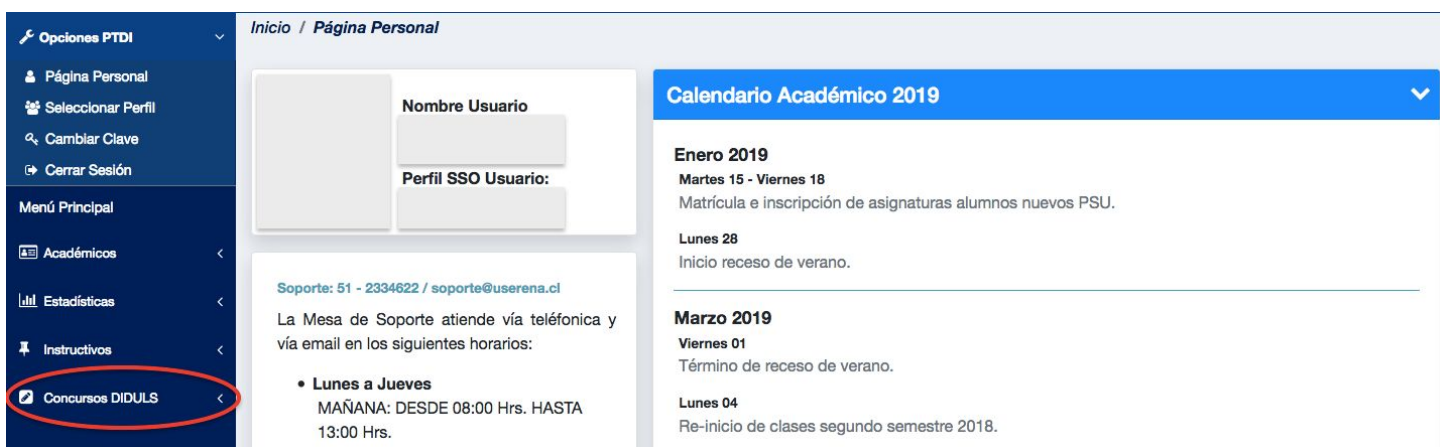 Opciones PTDI
Página Personal
Seleccionar Perfil
Cambiar Clave
Cerrar Sesión
Menú Principal
Académicos
Estadísticas
Instructivos
Concursos DIDULS
Inicio / Página Personal
Nombre Usuario
Perfil SSO Usuario:
Soporte: 51 - 2334622 / soporte@userena.cl
La Mesa de Soporte atiende vía teléfonica y
vía email en los siguientes horarios:
• Lunes a Jueves
MAÑANA: DESDE 08:00 Hrs. HASTA
13:00 Hrs.
Calendario Académico 2019
Enero 2019
Martes 15 - Viernes 18
Matrícula e inscripción de asignaturas alumnos nuevos PSU.
Lunes 28
Inicio receso de verano.
Marzo 2019
Viernes 01
Término de receso de verano.
Lunes 04
Re-inicio de clases segundo semestre 2018.